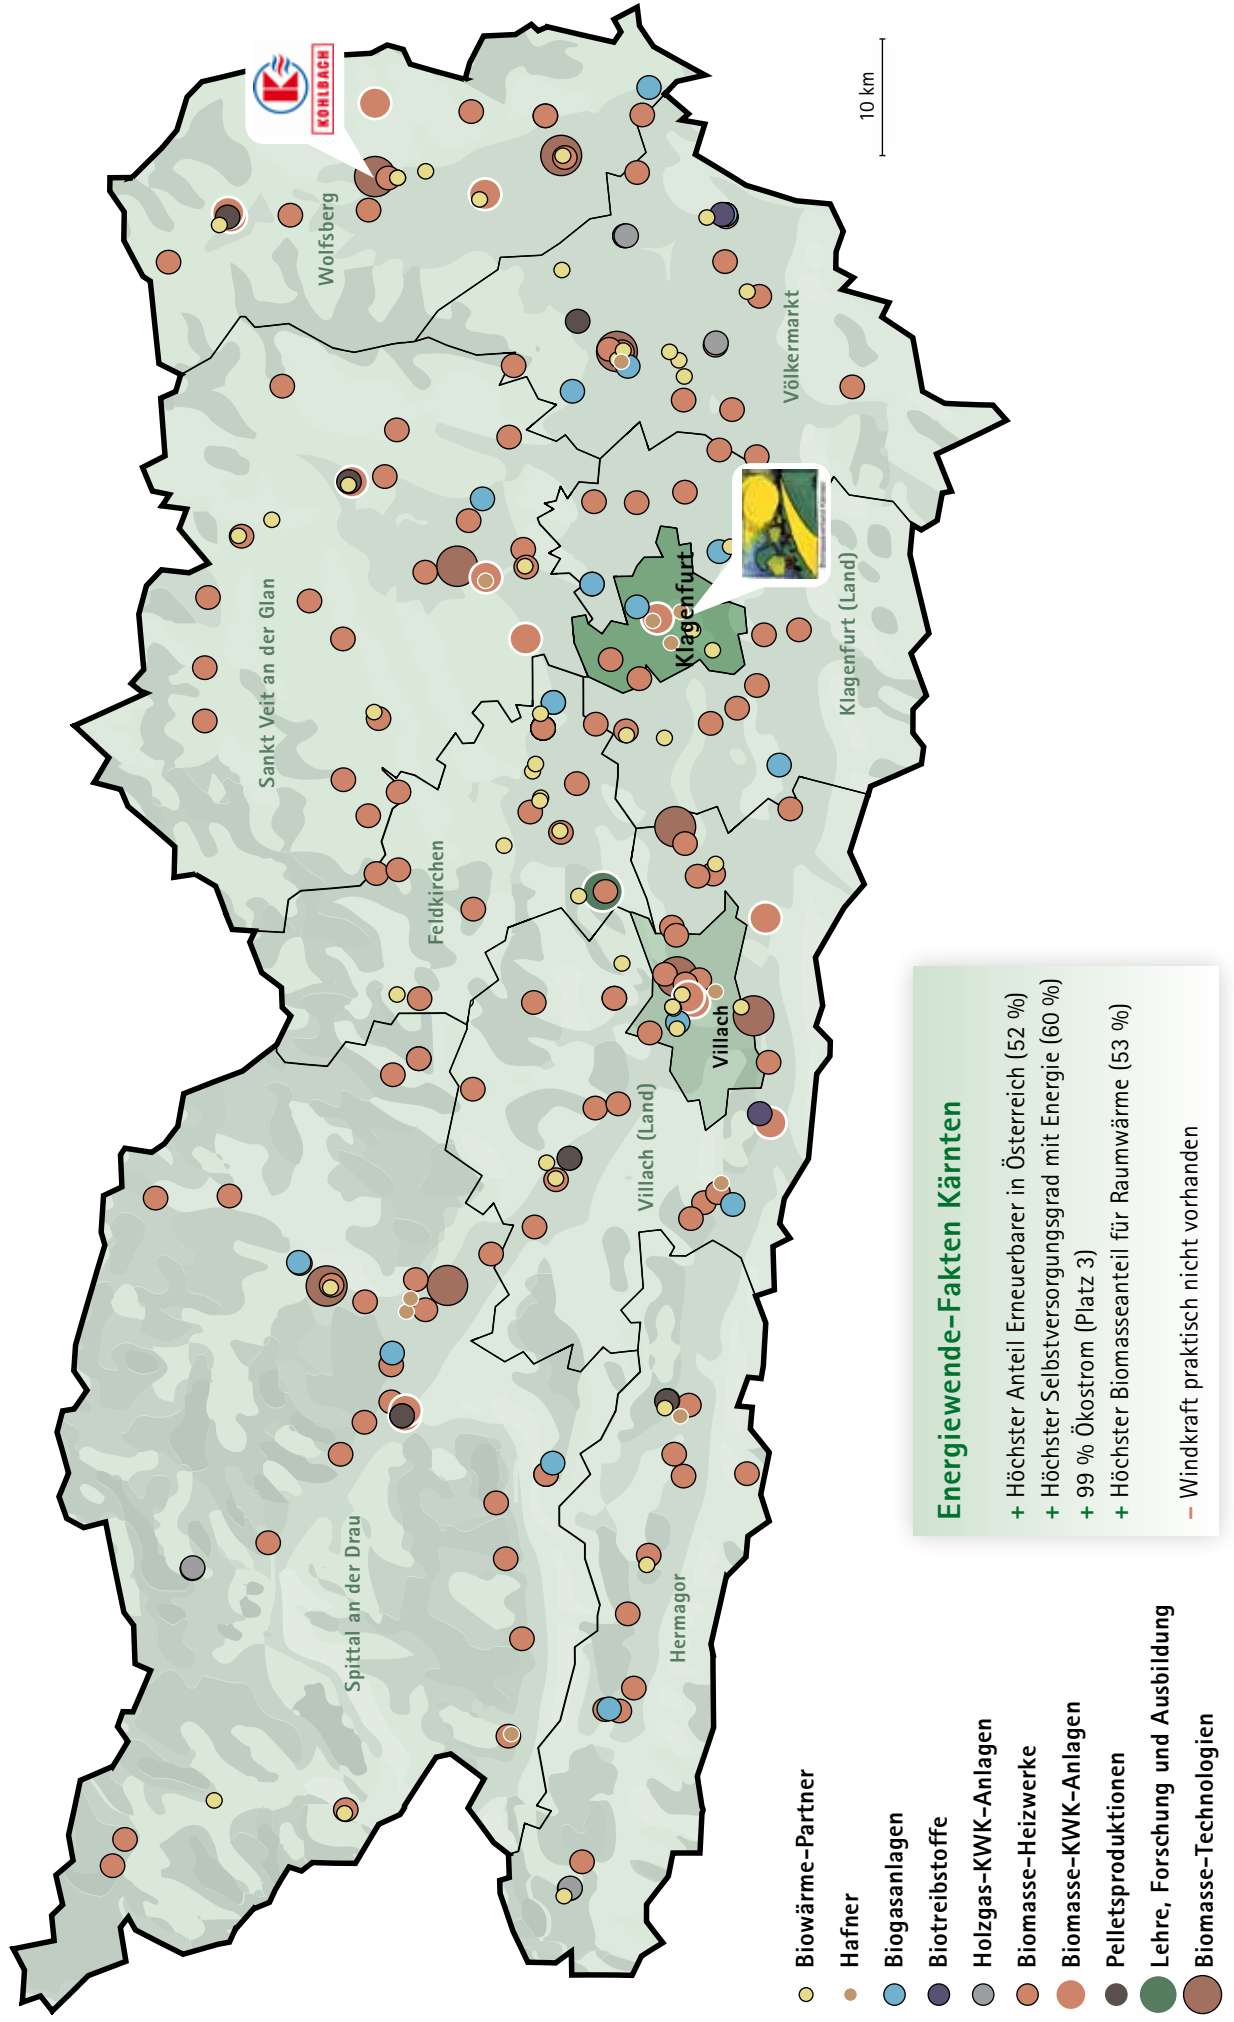 KOHLBACH
10 km
Wolfsberg
Völkermarkt
Sankt Veit an der Glan
Klagenfurt
Klagenfurt (Land)
Feldkirchen
Villach
Villach (Land)
Spittal an der Drau
Hermagor
Energiewende-Fakten Kärnten
+ Höchster Anteil Erneuerbarer in Österreich (52 %)
+ Höchster Selbstversorgungsgrad mit Energie (60 %)
+ 99 % Ökostrom (Platz 3)
+ Höchster Biomasseanteil für Raumwärme (53 %)
– Windkraft praktisch nicht vorhanden
Biowärme-Partner
Hafner
Biogasanlagen
Biotreibstoffe
Holzgas-KWK-Anlagen
Biomasse-Heizwerke
Biomasse-KWK-Anlagen
Pelletsproduktionen
Lehre, Forschung und Ausbildung
Biomasse-Technologien